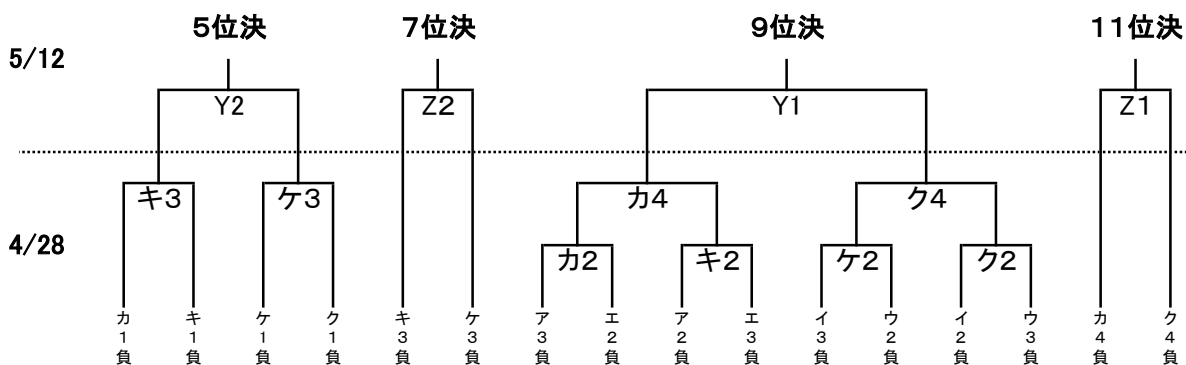 5位決 7位決 9位決 11位決
5/12
Y2 Z2 Y1 Z1
キ3 ケ3 カ4 ク4
4/28
カ2 キ2 ケ2 ク2
カ1負 キ1負 ケ1負 ク1負 キ3負 ケ3負 ア3負 エ2負 ア2負 エ3負 イ3負 ウ2負 イ2負 ウ3負 カ4負 ク4負